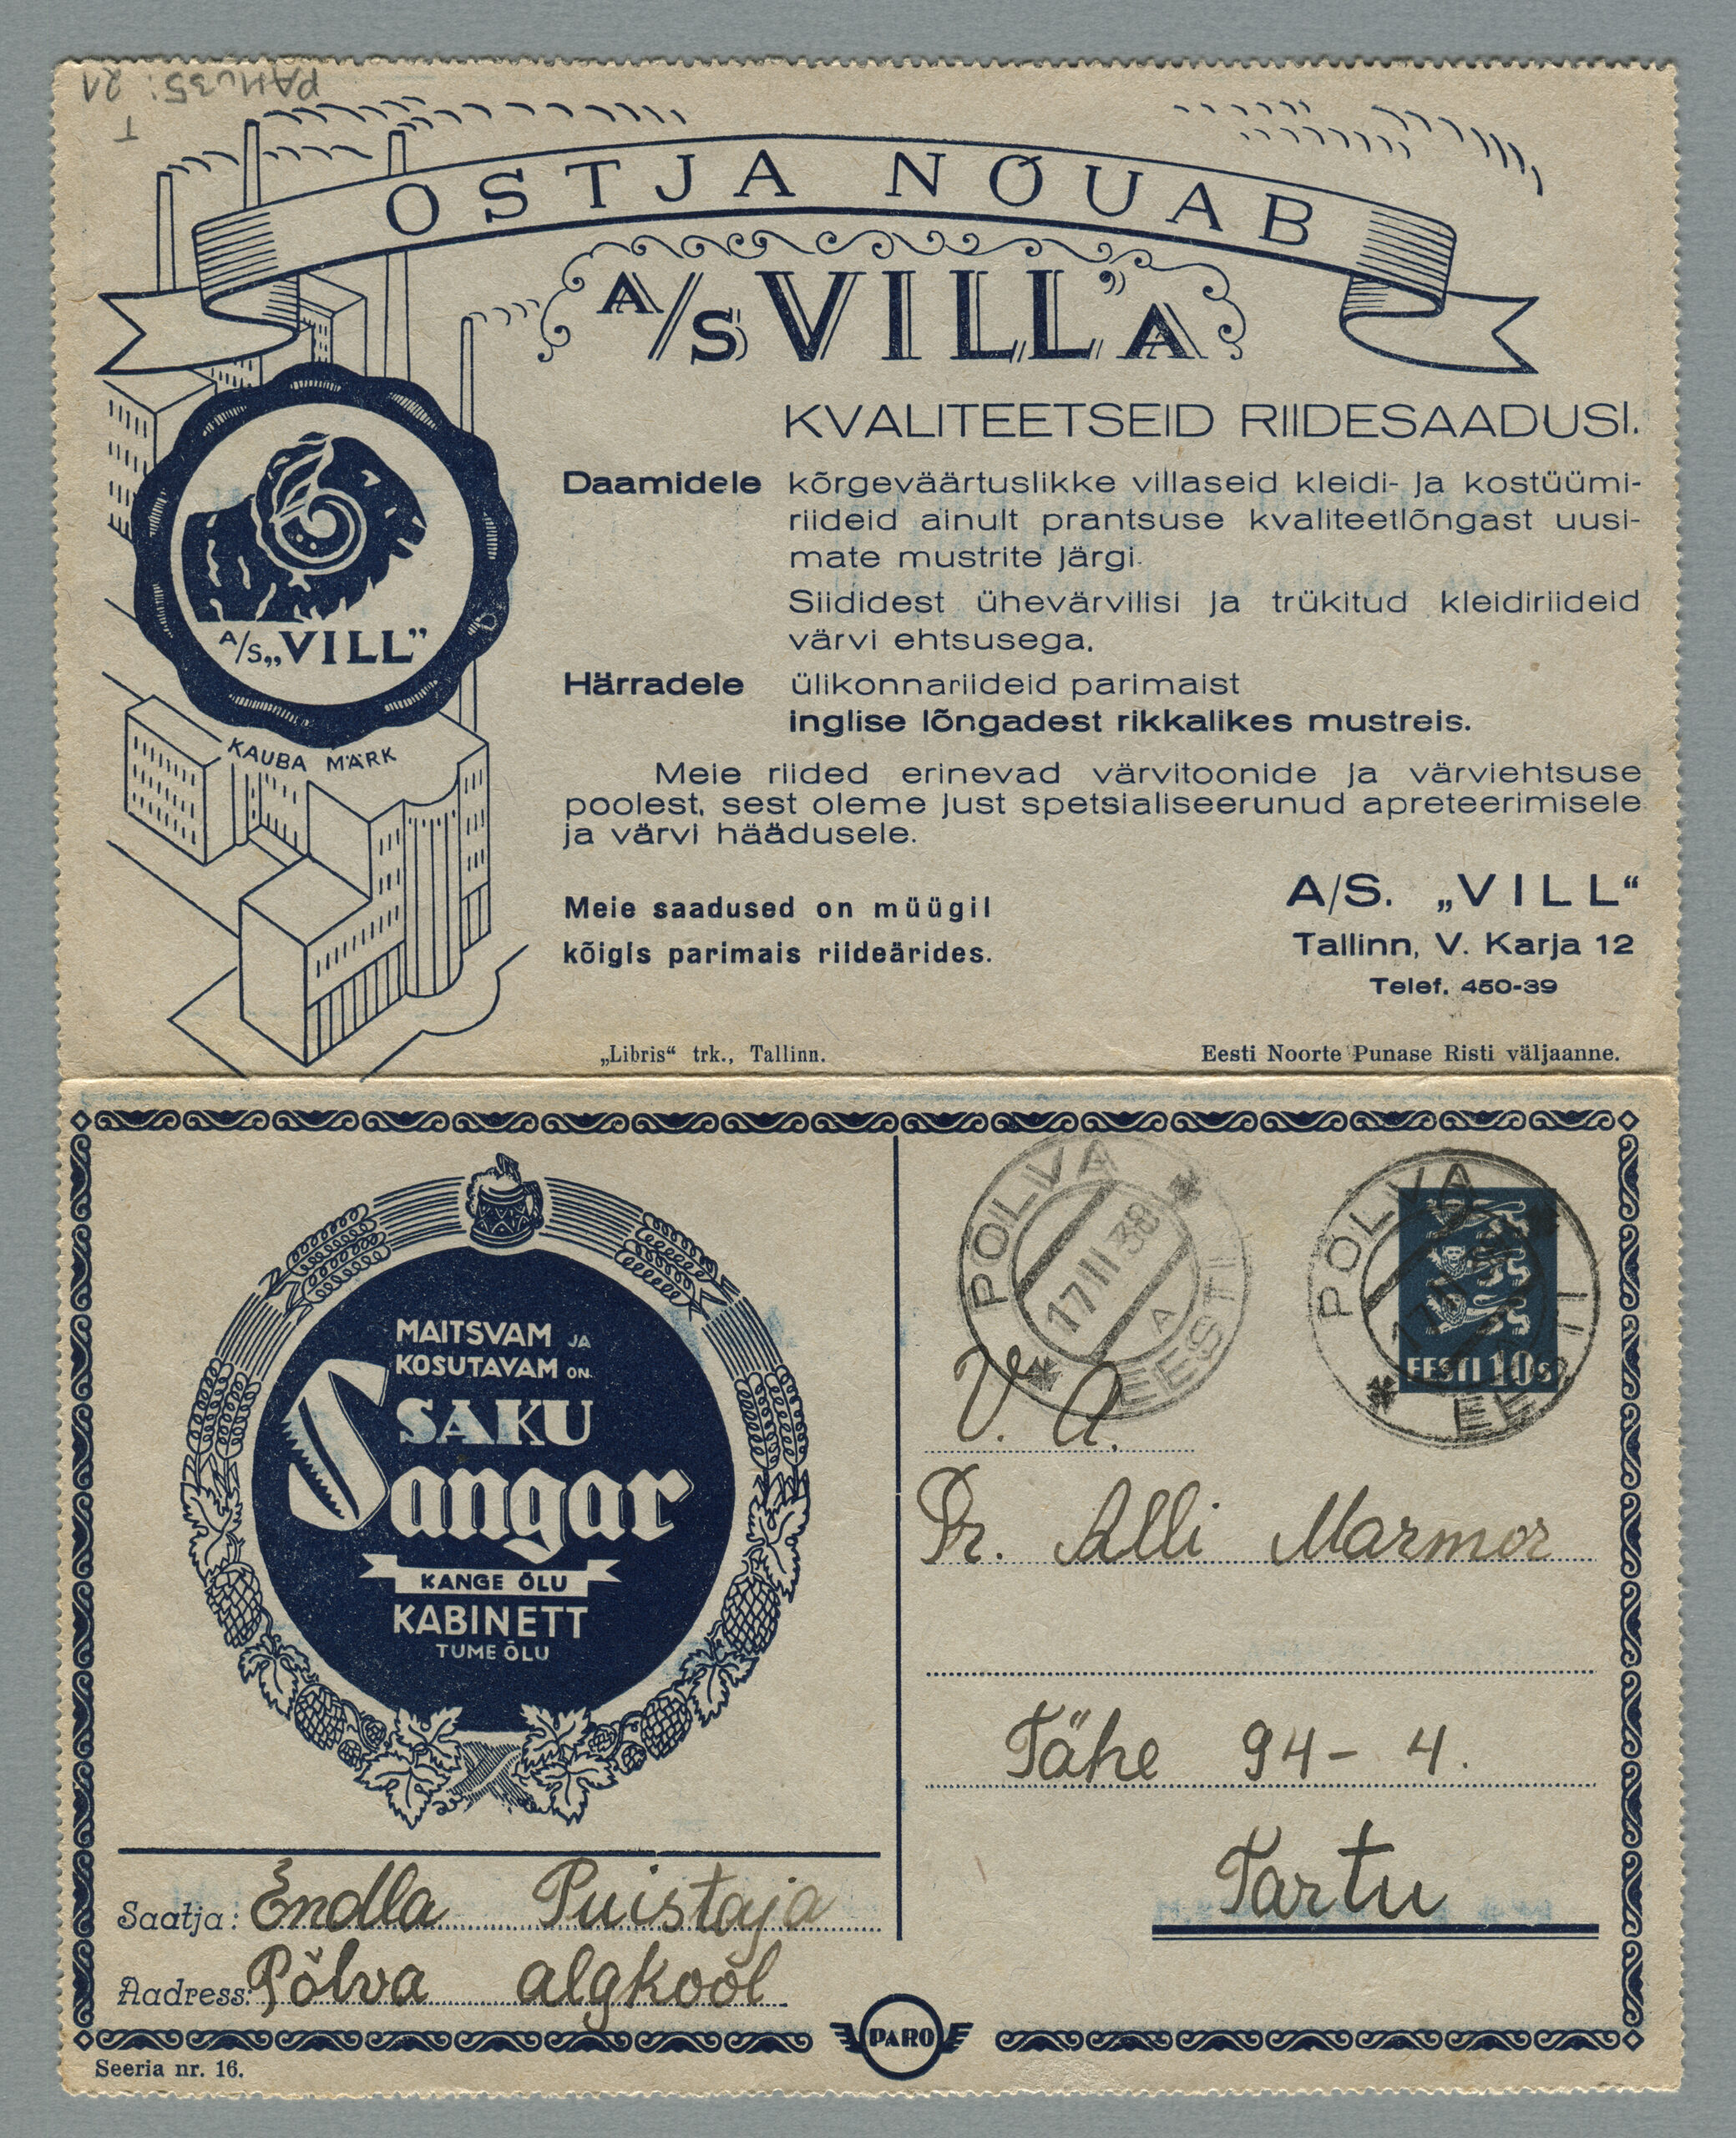 PAM 35: 21
T
OSTJA NÕUAB
A/S VILL"A
KVALITEETSEID RIIDESAADUSI.
Daamidele kõrgeväärtuslikke villaseid kleidi- ja kostüümi-
riideid ainult prantsuse kvaliteetlõngast uusi-
mate mustrite järgi.
Siididest ühevärvilisi ja trükitud kleidiriideid
värvi ehtsusega.
Härradele ülikonnariideid parimaist
inglise lõngadest rikkalikes mustreis.
A/S „VILL”
KAUBA MÄRK
Meie riided erinevad värvitoonide ja värviehtsuse
poolest, sest oleme just spetsialiseerunud apreteerimisele
ja värvi häädusele.
Meie saadused on müügil
kõigis parimais riideärides.
A/S. „VILL“
Tallinn, V. Karja 12
Telef. 450-39
„Libris“ trk., Tallinn.
Eesti Noorte Punase Risti väljaanne.
MAITSVAM JA
KOSUTAVAM ON
SAKU
Sangar
KANGE ÕLU
KABINETT
TUME ÕLU
Saatja: Endla Puistaja
Aadress: Põlva algkool.
PÕLVA
17 III 38
A
EESTI
PÕLVA
EESTI 10 S
V. A.
Pr. Alli Marmor
Tähe 94 - 4.
Tartu
PARO
Seeria nr. 16.